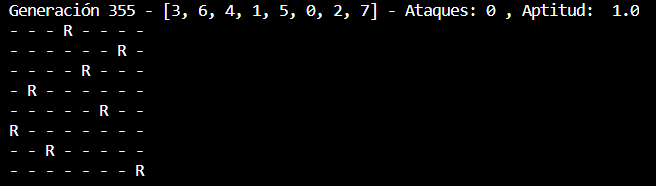 Generación 355 - [3, 6, 4, 1, 5, 0, 2, 7] - Ataques: 0 , Aptitud:  1.0
- - - R - - - -
- - - - - - R -
- - - - R - - -
- R - - - - - -
- - - - - R - -
R - - - - - - -
- - R - - - - -
- - - - - - - R